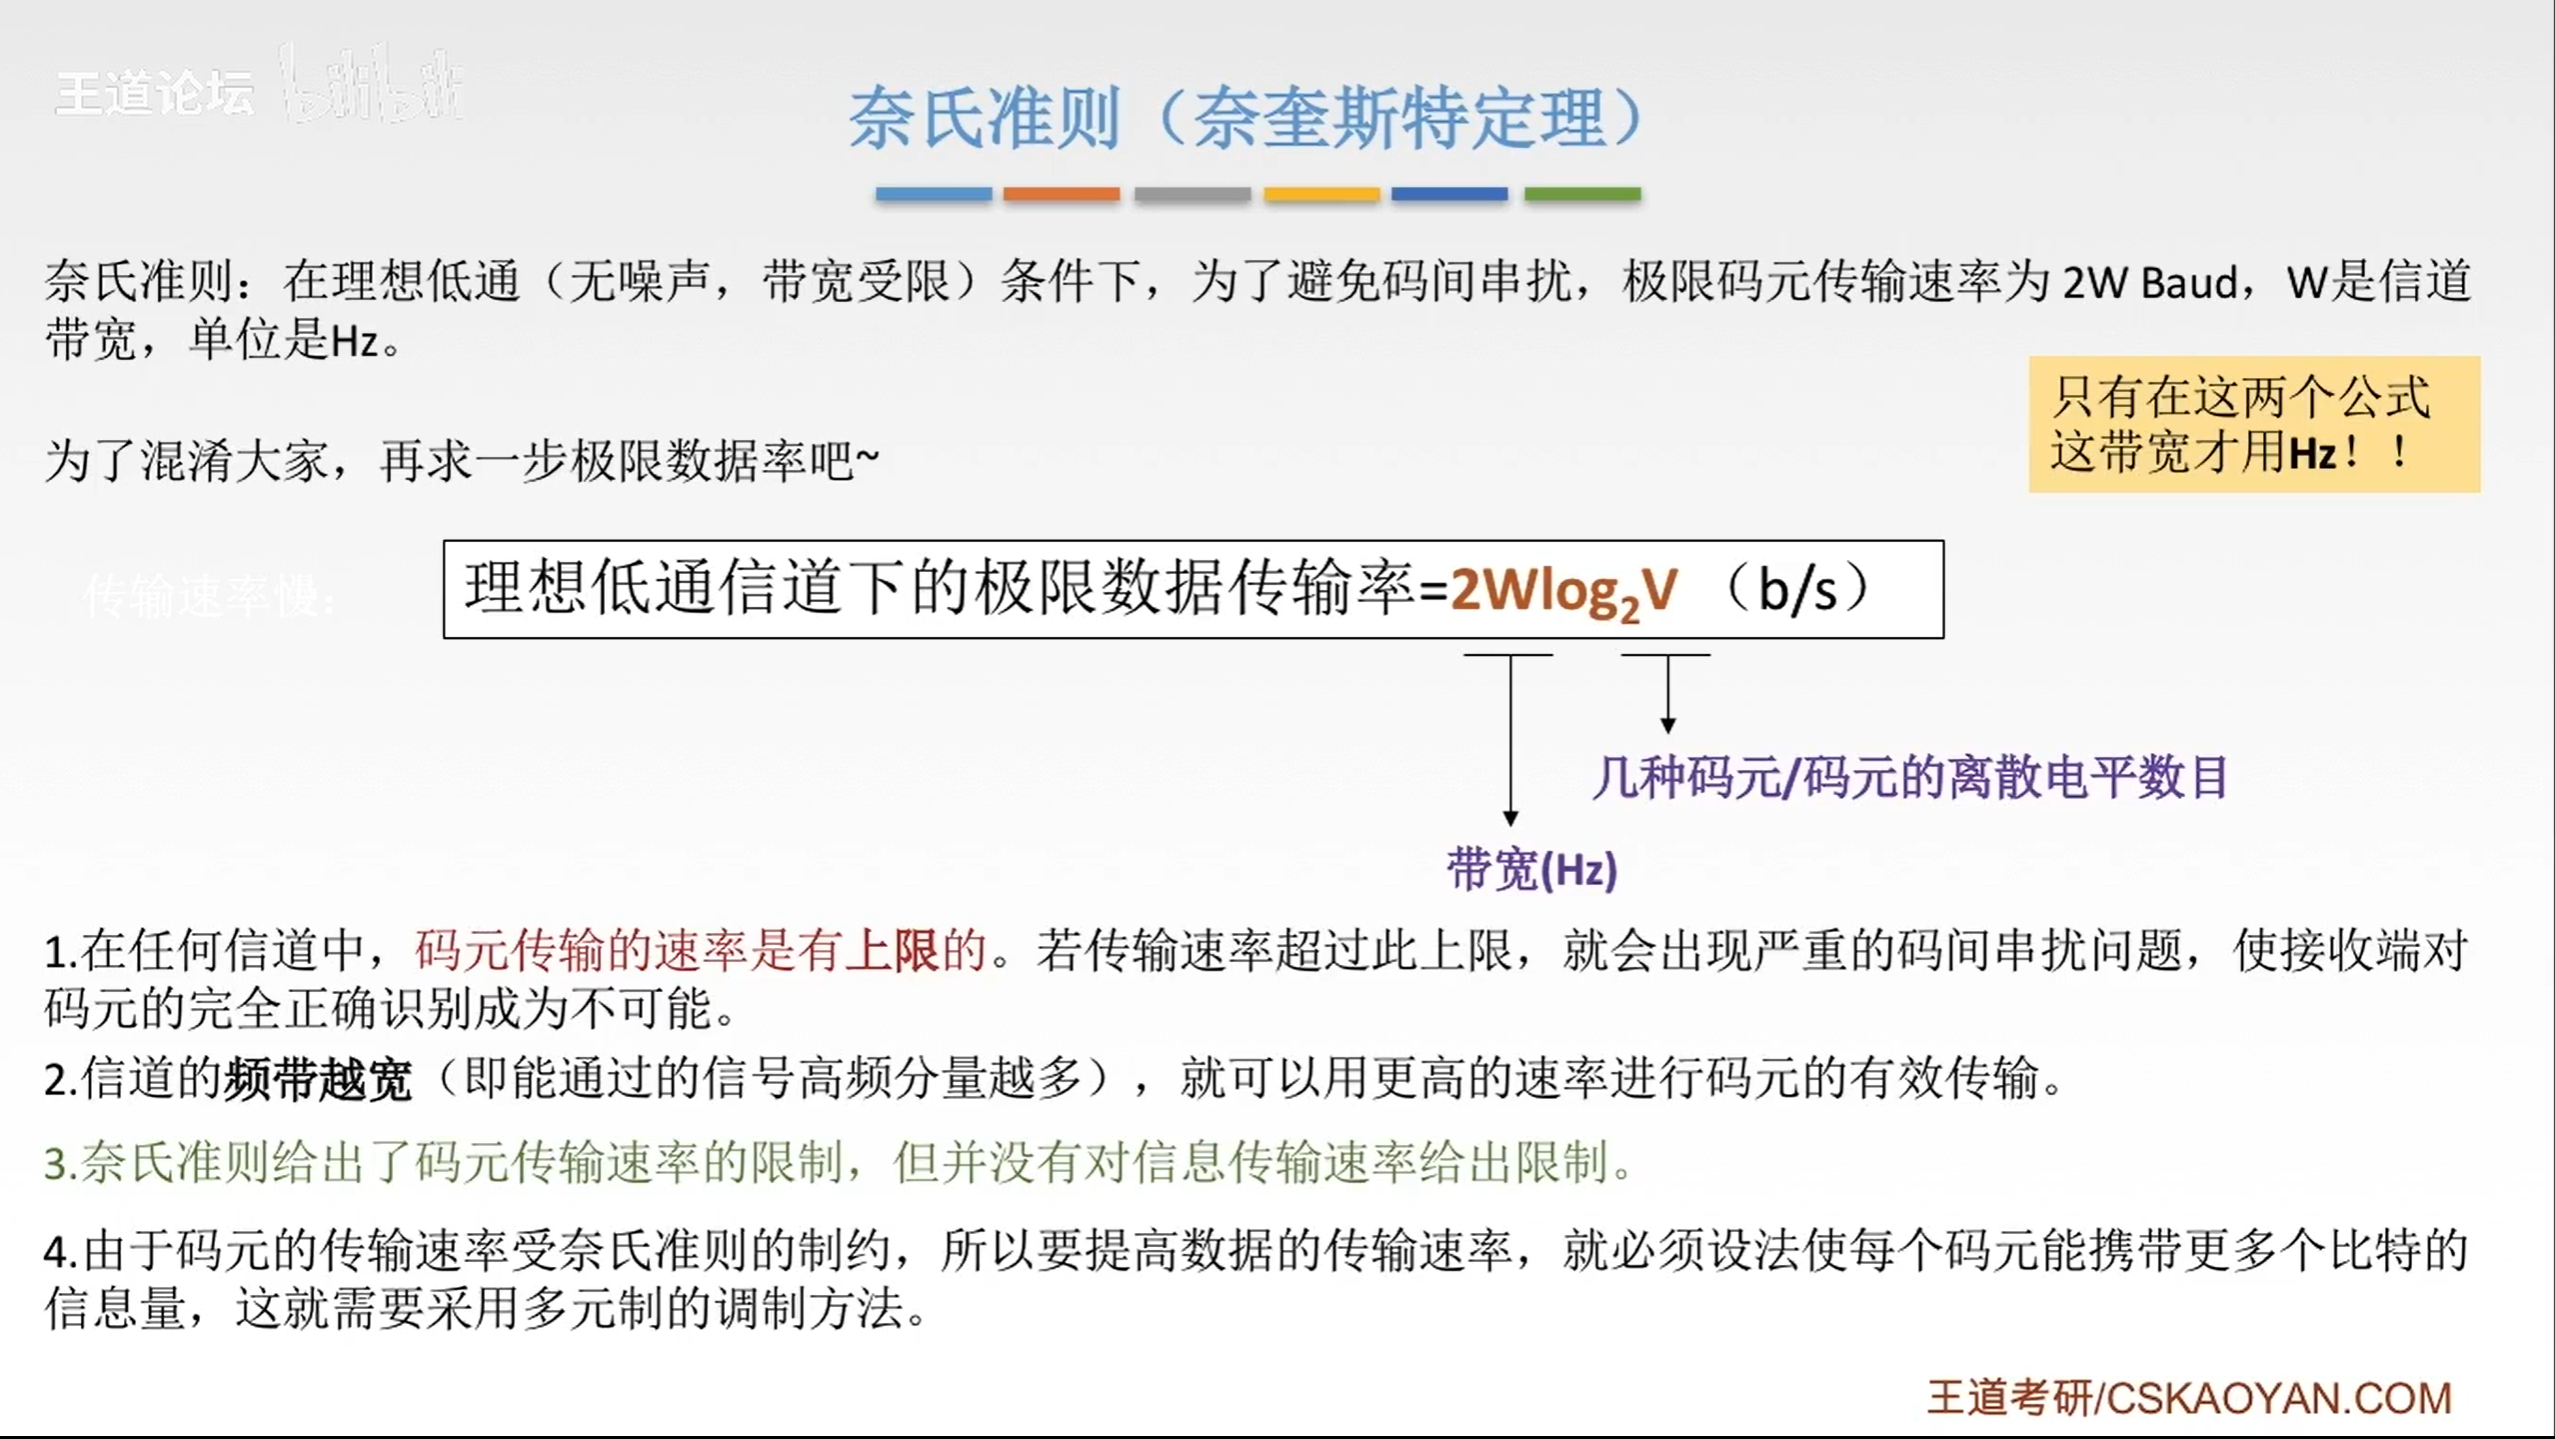 王道论坛 bilibili
奈氏准则（奈奎斯特定理）
奈氏准则：在理想低通（无噪声，带宽受限）条件下，为了避免码间串扰，极限码元传输速率为 2W Baud，W是信道
带宽，单位是Hz。
只有在这两个公式
这带宽才用Hz！！
为了混淆大家，再求一步极限数据率吧~
传输速率慢：
理想低通信道下的极限数据传输率=2Wlog₂V （b/s）
几种码元/码元的离散电平数目
带宽(Hz)
1.在任何信道中，码元传输的速率是有上限的。若传输速率超过此上限，就会出现严重的码间串扰问题，使接收端对
码元的完全正确识别成为不可能。
2.信道的频带越宽（即能通过的信号高频分量越多），就可以用更高的速率进行码元的有效传输。
3.奈氏准则给出了码元传输速率的限制，但并没有对信息传输速率给出限制。
4.由于码元的传输速率受奈氏准则的制约，所以要提高数据的传输速率，就必须设法使每个码元能携带更多个比特的
信息量，这就需要采用多元制的调制方法。
王道考研/CSKAOYAN.COM